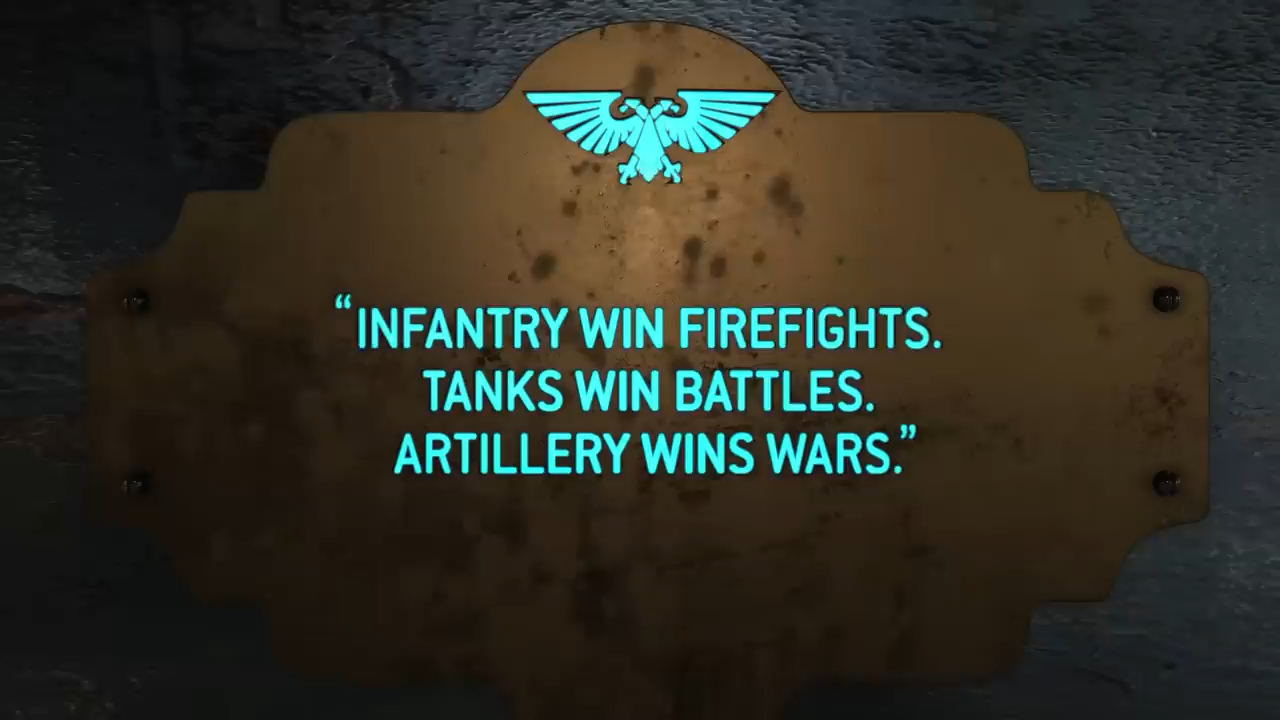 “INFANTRY WIN FIREFIGHTS.
TANKS WIN BATTLES.
ARTILLERY WINS WARS.”